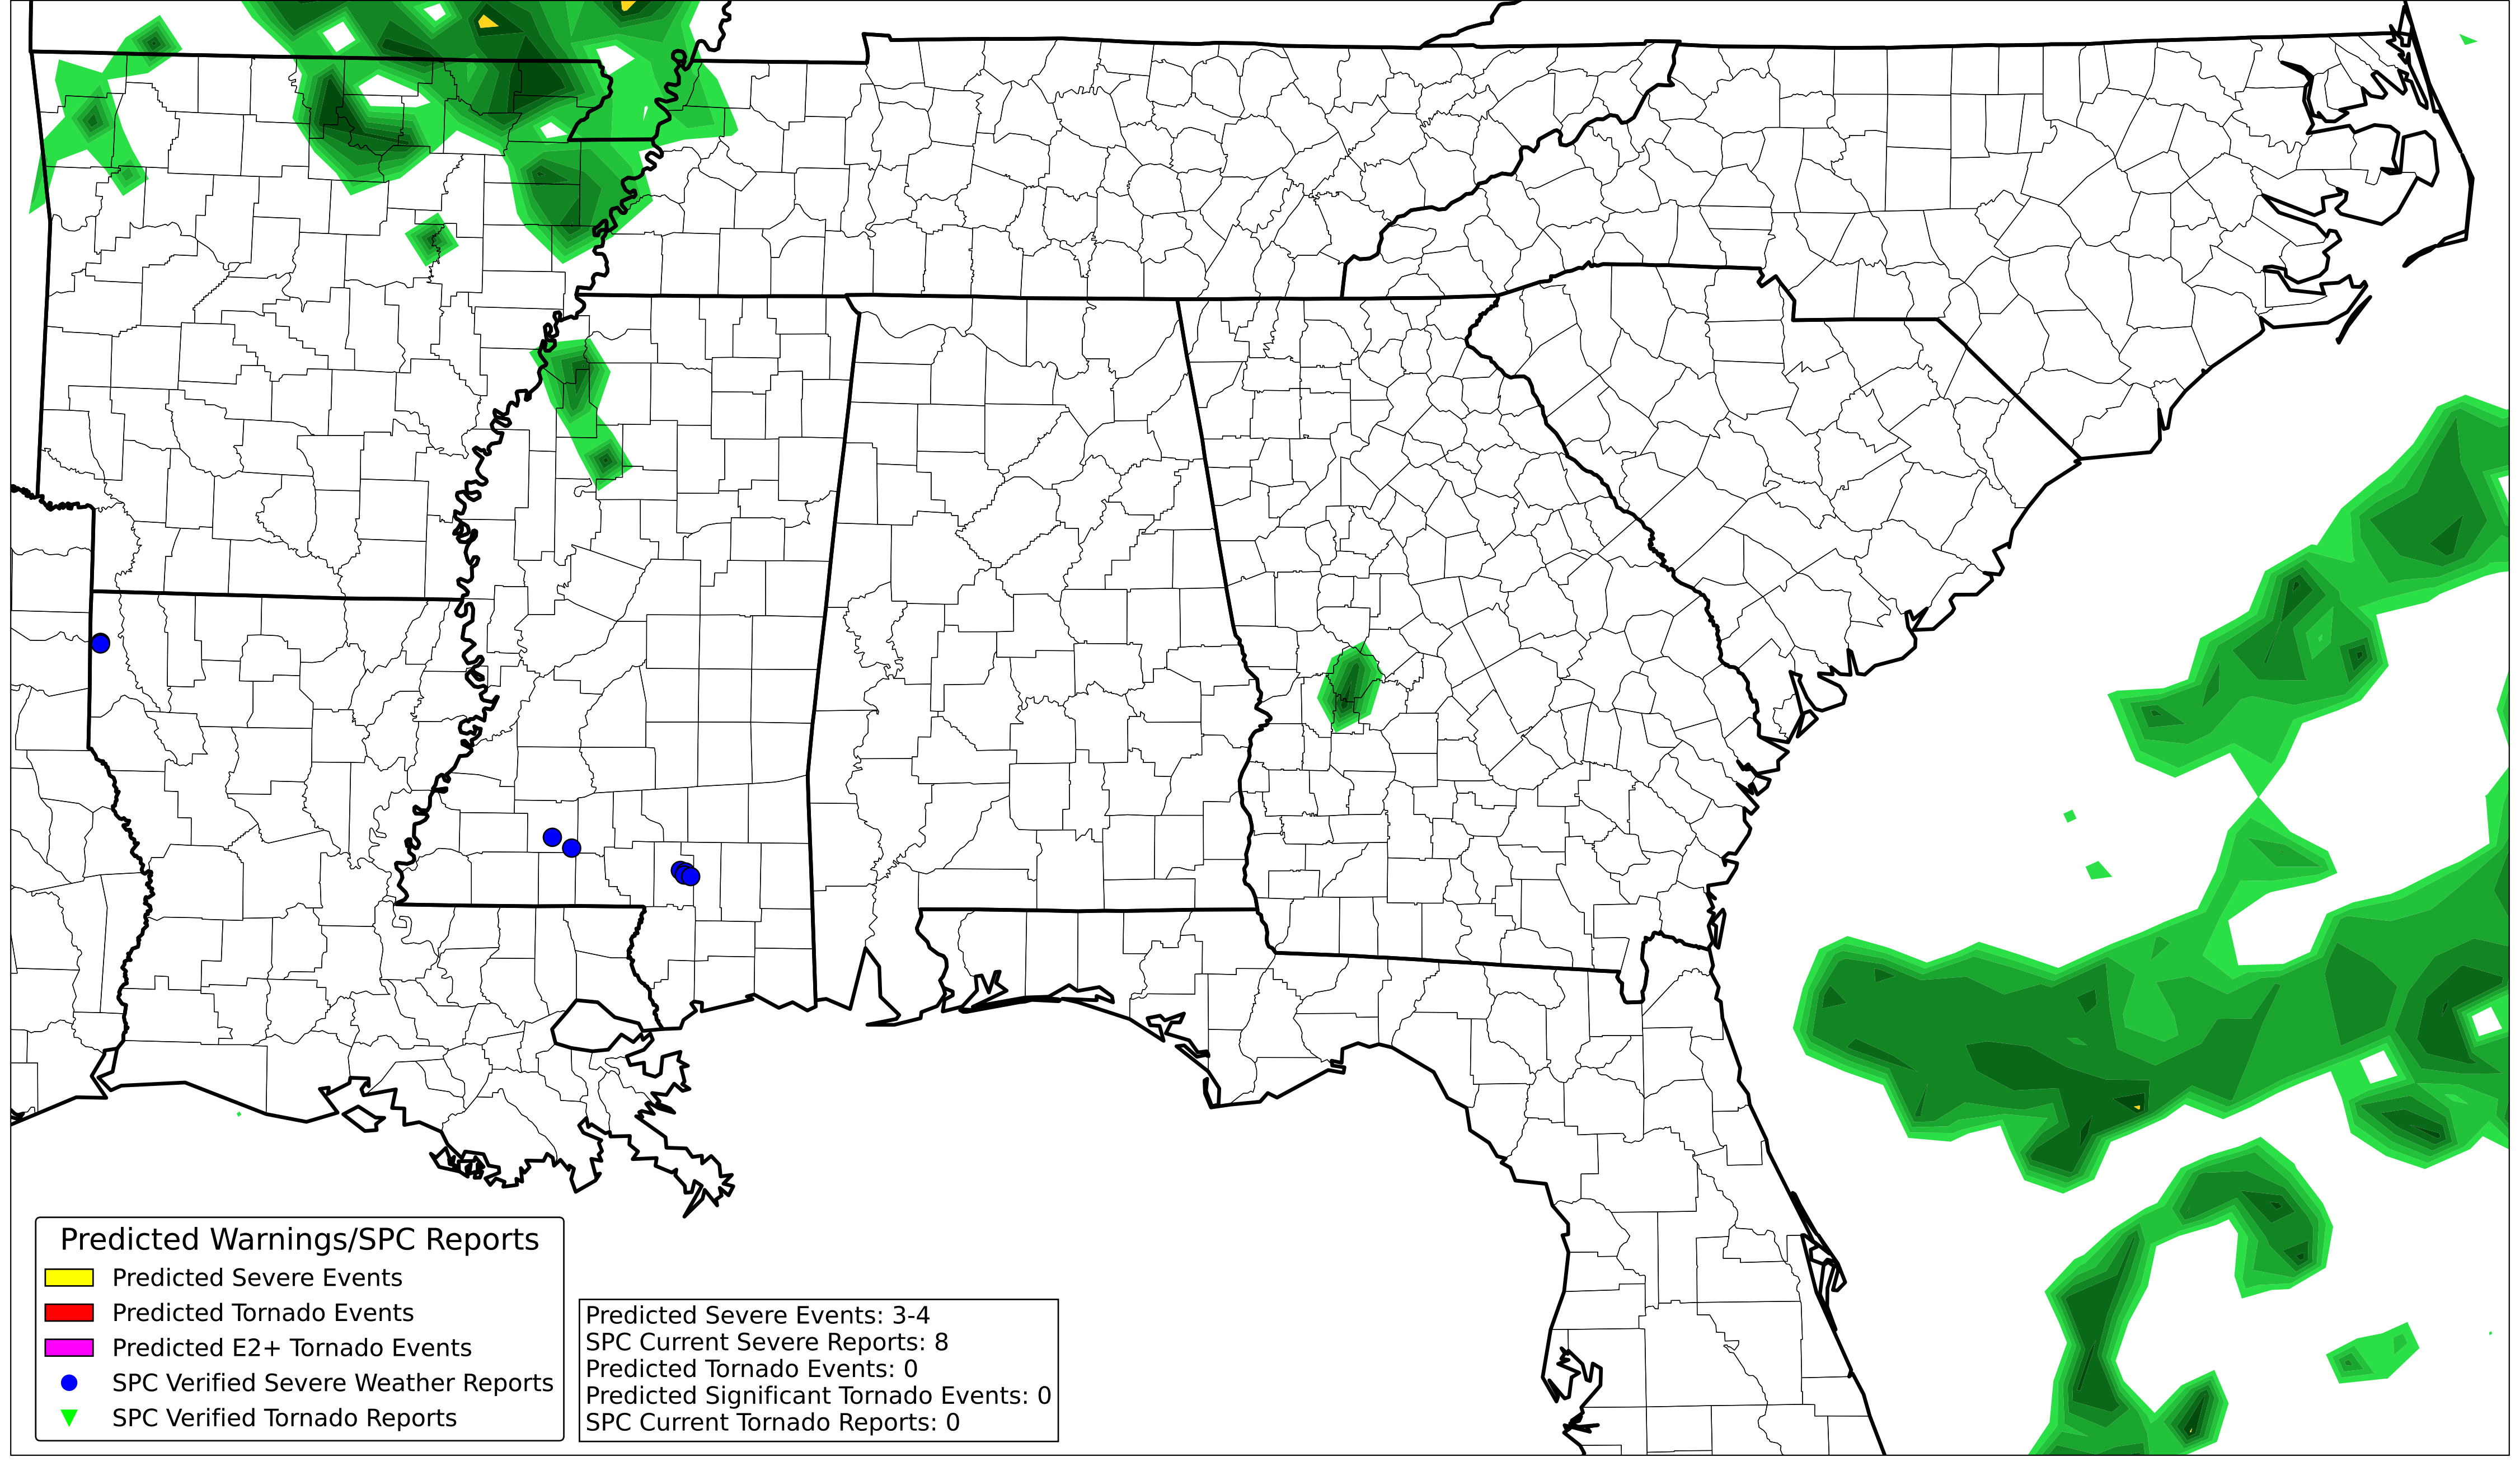 Predicted Warnings/SPC Reports
Predicted Severe Events
Predicted Tornado Events
Predicted E2+ Tornado Events
SPC Verified Severe Weather Reports
SPC Verified Tornado Reports
Predicted Severe Events: 3-4
SPC Current Severe Reports: 8
Predicted Tornado Events: 0
Predicted Significant Tornado Events: 0
SPC Current Tornado Reports: 0